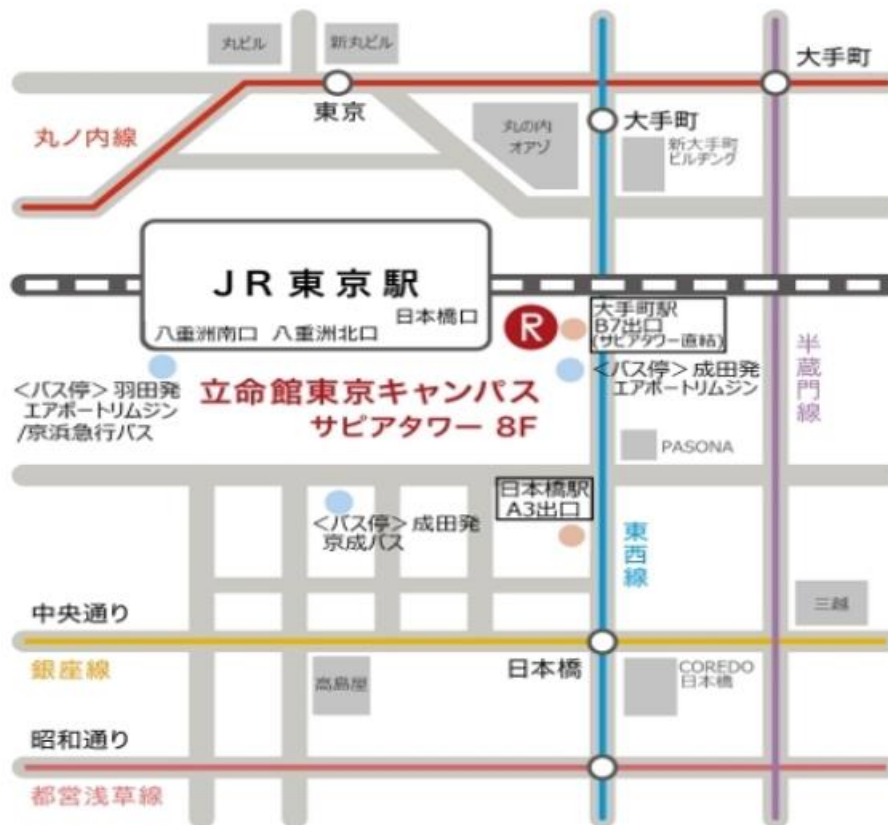 丸ビル
新丸ビル
大手町
東京
丸ノ内線
丸の内
オアゾ
大手町
新大手町
ビルヂング
JR 東京駅
日本橋口
八重洲南口 八重洲北口
R
大手町駅
B7出口
(サピアタワー直結)
半蔵門線
<バス停> 羽田発
エアポートリムジン
/京浜急行バス
立命館東京キャンパス
サピアタワー 8F
<バス停> 成田発
エアポートリムジン
PASONA
日本橋駅
A3出口
<バス停> 成田発
京成バス
東西線
中央通り
三越
銀座線
高島屋
日本橋
COREDO
日本橋
昭和通り
都営浅草線